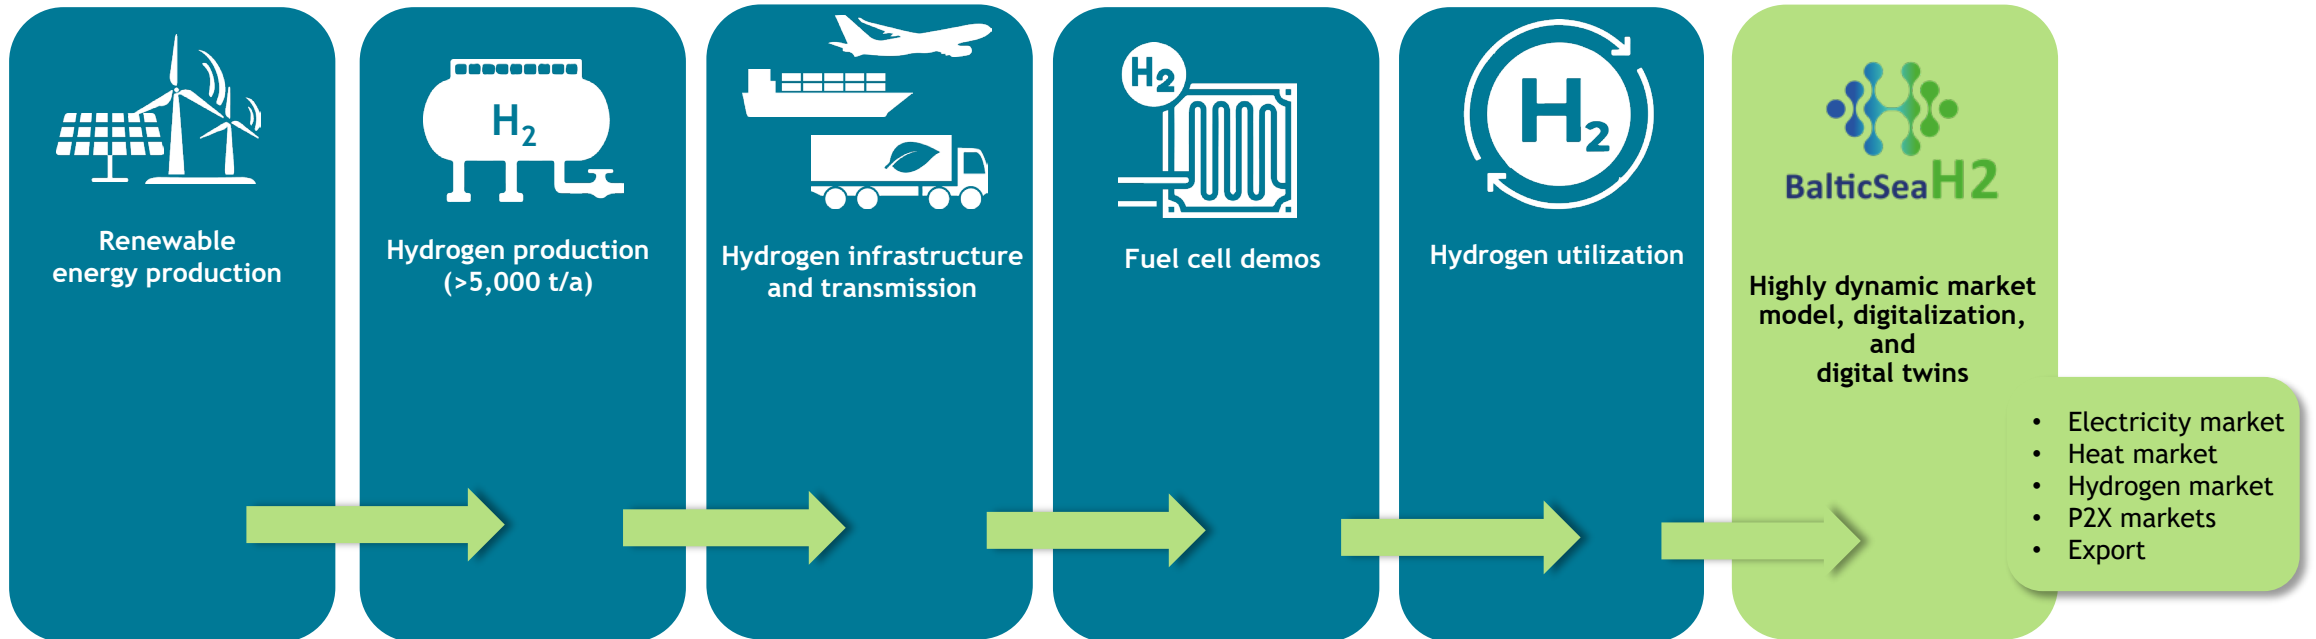 Renewable
energy production
H2
Hydrogen production
(>5,000 t/a)
Hydrogen infrastructure
and transmission
H2
Fuel cell demos
H2
Hydrogen utilization
BalticSeaH2
Highly dynamic market
model, digitalization,
and
digital twins
• Electricity market
• Heat market
• Hydrogen market
• P2X markets
• Export